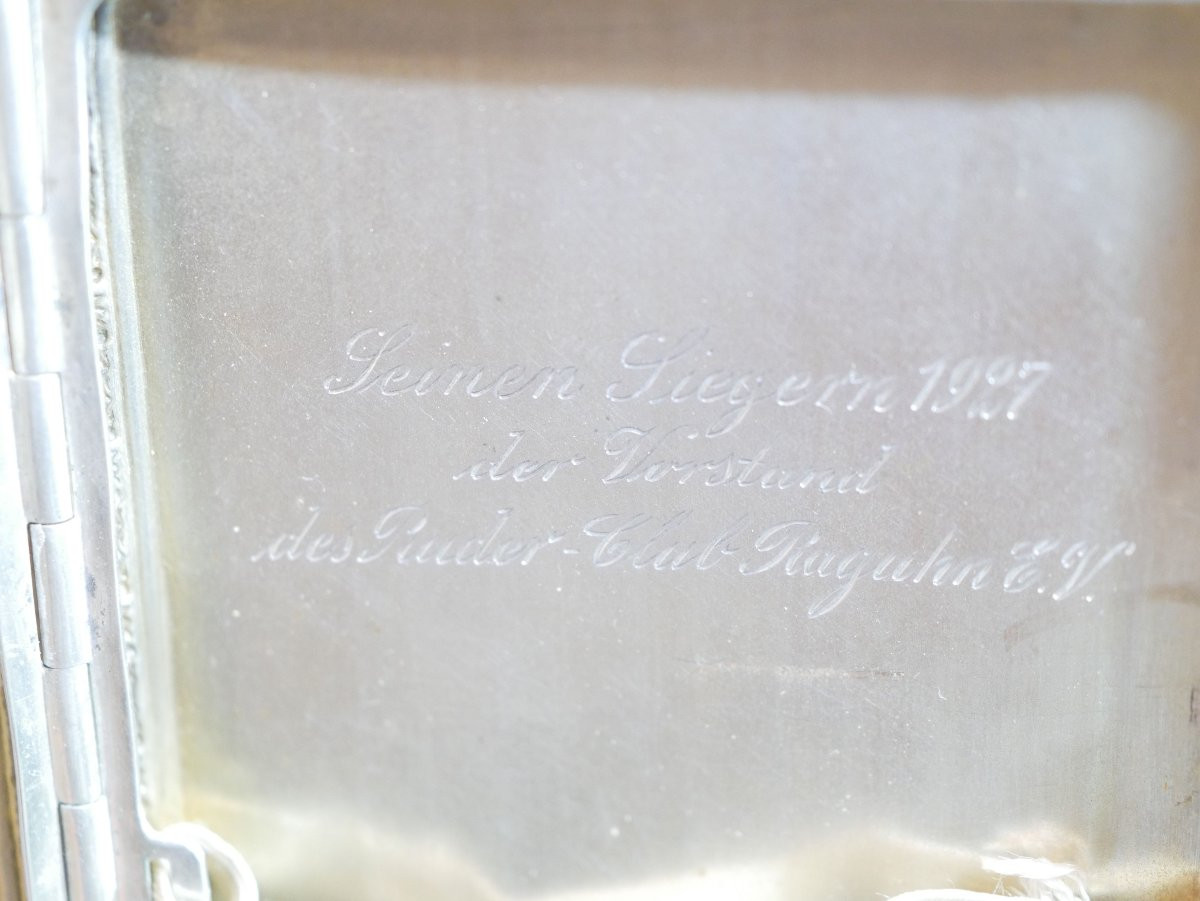 Seinen Siegern 1927
der Vorstand
des Ruder-Club Raguhn E.V.